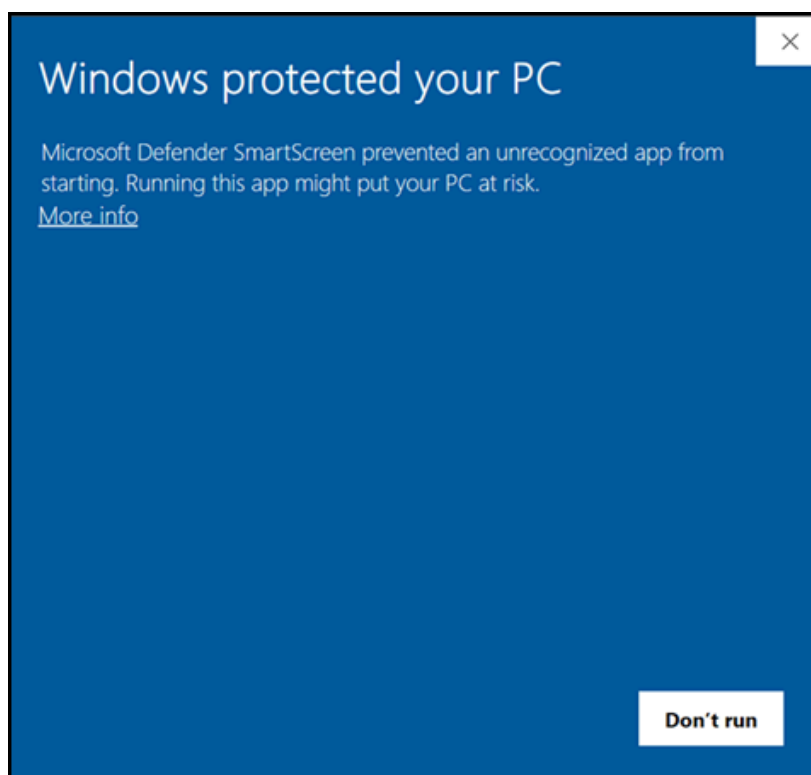 Windows protected your PC
Microsoft Defender SmartScreen prevented an unrecognized app from
starting. Running this app might put your PC at risk.
More info
Don't run